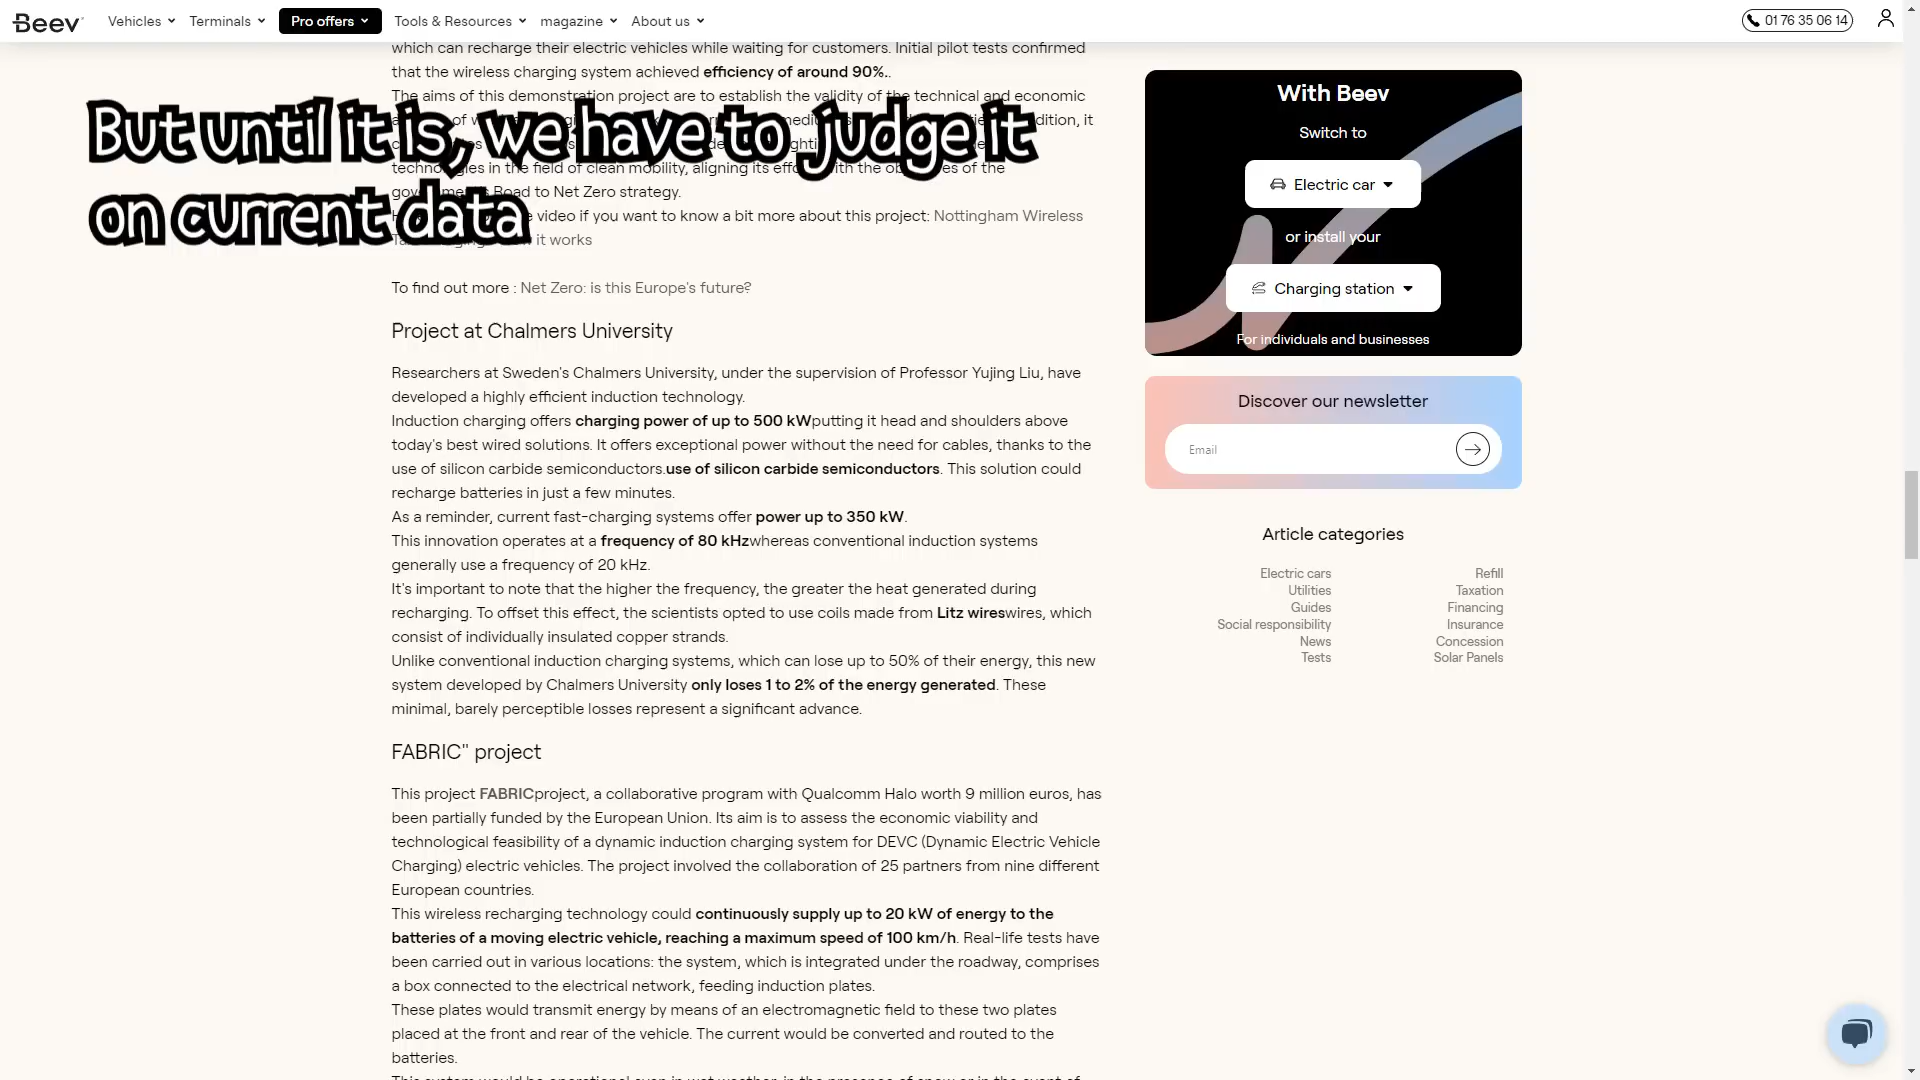 Beev
Vehicles
Terminals
Pro offers
Tools & Resources
magazine
About us
01 76 35 06 14
which can recharge their electric vehicles while waiting for customers. Initial pilot tests confirmed
that the wireless charging system achieved efficiency of around 90%..
The aims of this demonstration project are to establish the validity of the technical and economic
But until it is, we have to judge it
on current data
technologies in the field of clean mobility, aligning its with the of the
Road to Net Zero strategy.
video if you want to know a bit more about this project: Nottingham Wireless
it works
To find out more : Net Zero: is this Europe's future?
Project at Chalmers University
Researchers at Sweden's Chalmers University, under the supervision of Professor Yujing Liu, have
developed a highly efficient induction technology.
Induction charging offers charging power of up to 500 kWputting it head and shoulders above
today's best wired solutions. It offers exceptional power without the need for cables, thanks to the
use of silicon carbide semiconductors.use of silicon carbide semiconductors. This solution could
recharge batteries in just a few minutes.
As a reminder, current fast-charging systems offer power up to 350 kW.
This innovation operates at a frequency of 80 kHzwhereas conventional induction systems
generally use a frequency of 20 kHz.
It's important to note that the higher the frequency, the greater the heat generated during
recharging. To offset this effect, the scientists opted to use coils made from Litz wireswires, which
consist of individually insulated copper strands.
Unlike conventional induction charging systems, which can lose up to 50% of their energy, this new
system developed by Chalmers University only loses 1 to 2% of the energy generated. These
minimal, barely perceptible losses represent a significant advance.
FABRIC" project
This project FABRICproject, a collaborative program with Qualcomm Halo worth 9 million euros, has
been partially funded by the European Union. Its aim is to assess the economic viability and
technological feasibility of a dynamic induction charging system for DEVC (Dynamic Electric Vehicle
Charging) electric vehicles. The project involved the collaboration of 25 partners from nine different
European countries.
This wireless recharging technology could continuously supply up to 20 kW of energy to the
batteries of a moving electric vehicle, reaching a maximum speed of 100 km/h. Real-life tests have
been carried out in various locations: the system, which is integrated under the roadway, comprises
a box connected to the electrical network, feeding induction plates.
These plates would transmit energy by means of an electromagnetic field to these two plates
placed at the front and rear of the vehicle. The current would be converted and routed to the
batteries.
With Beev
Switch to
Electric car
or install your
Charging station
For individuals and businesses
Discover our newsletter
Email
Article categories
Electric cars
Utilities
Guides
Social responsibility
News
Tests
Refill
Taxation
Financing
Insurance
Concession
Solar Panels